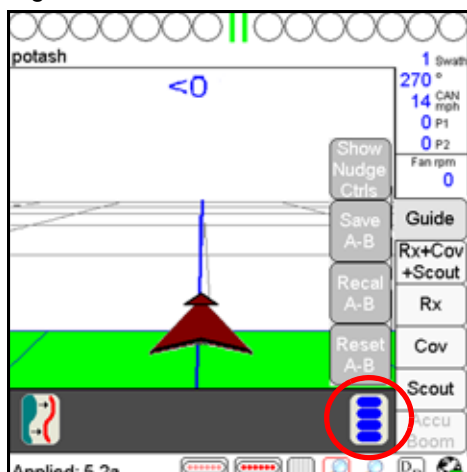 potash
<0
1 Swath
270 °
14 CAN mph
0 P1
0 P2
Fan rpm
0
Show
Nudge
Ctrls
Save
A-B
Recal
A-B
Reset
A-B
Guide
Rx+Cov
+Scout
Rx
Cov
Scout
Accu
Boom
Applied: 5.2a